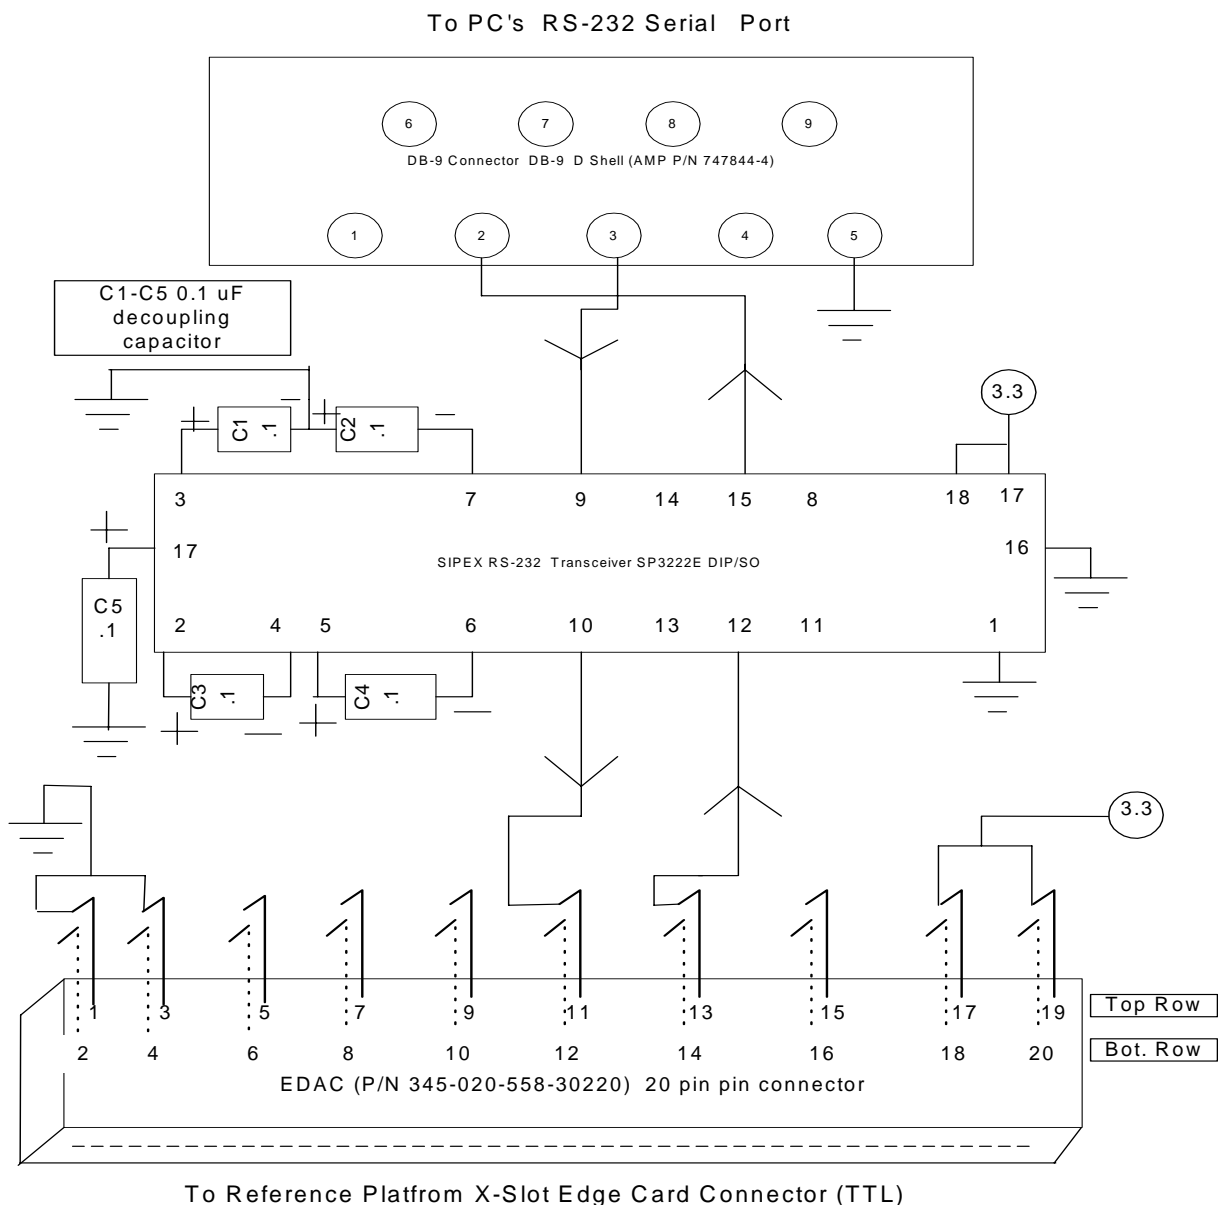 To PC's RS-232 Serial Port
6 7 8 9
DB-9 Connector DB-9 D Shell (AMP P/N 747844-4)
1 2 3 4 5
C1-C5 0.1 uF
decoupling
capacitor
3.3
+ - + -
C1 .1
C2 .1
3 7 9 14 15 8 18 17
+
17
16
SIPEX RS-232 Transceiver SP3222E DIP/SO
C5
.1
2 4 5 6 10 13 12 11 1
C3 .1
C4 .1
+ - + -
3.3
1 3 5 7 9 11 13 15 17 19
Top Row
2 4 6 8 10 12 14 16 18 20
Bot. Row
EDAC (P/N 345-020-558-30220) 20 pin pin connector
To Reference Platfrom X-Slot Edge Card Connector (TTL)